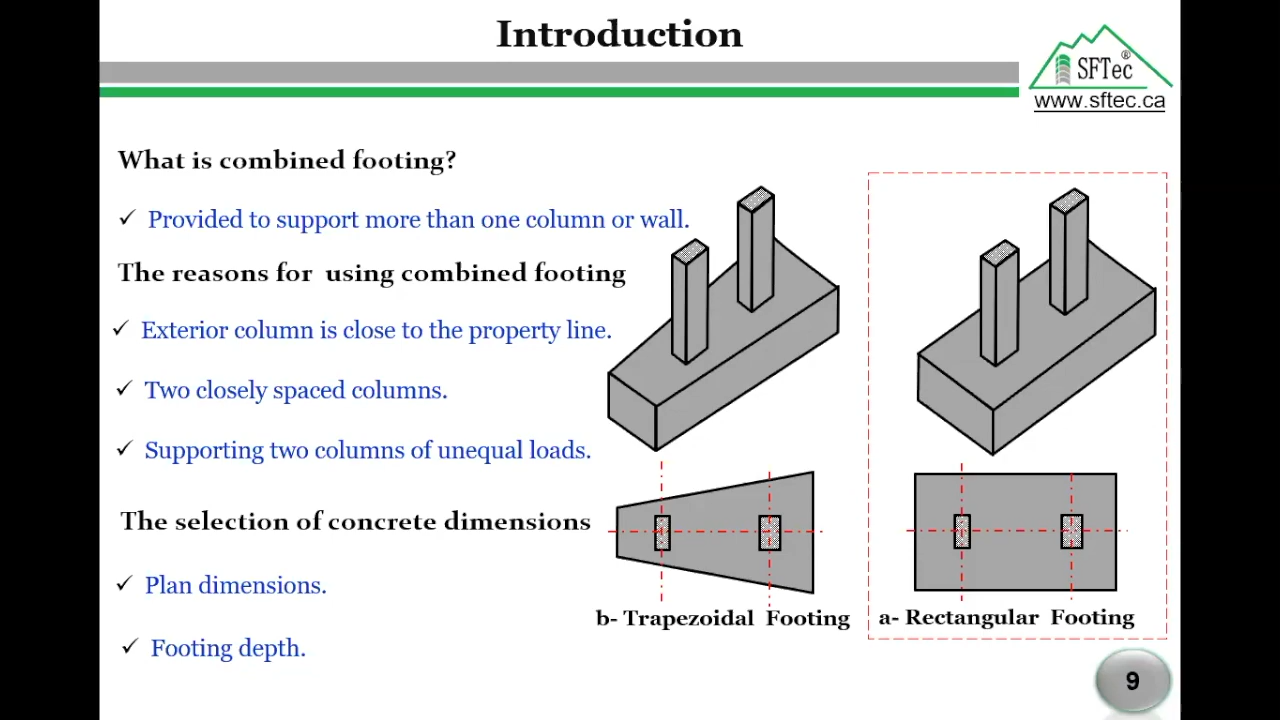 Introduction
SFTec®
www.sftec.ca
What is combined footing?
✓ Provided to support more than one column or wall.
The reasons for using combined footing
✓ Exterior column is close to the property line.
✓ Two closely spaced columns.
✓ Supporting two columns of unequal loads.
The selection of concrete dimensions
✓ Plan dimensions.
✓ Footing depth.
b- Trapezoidal Footing
a- Rectangular Footing
9